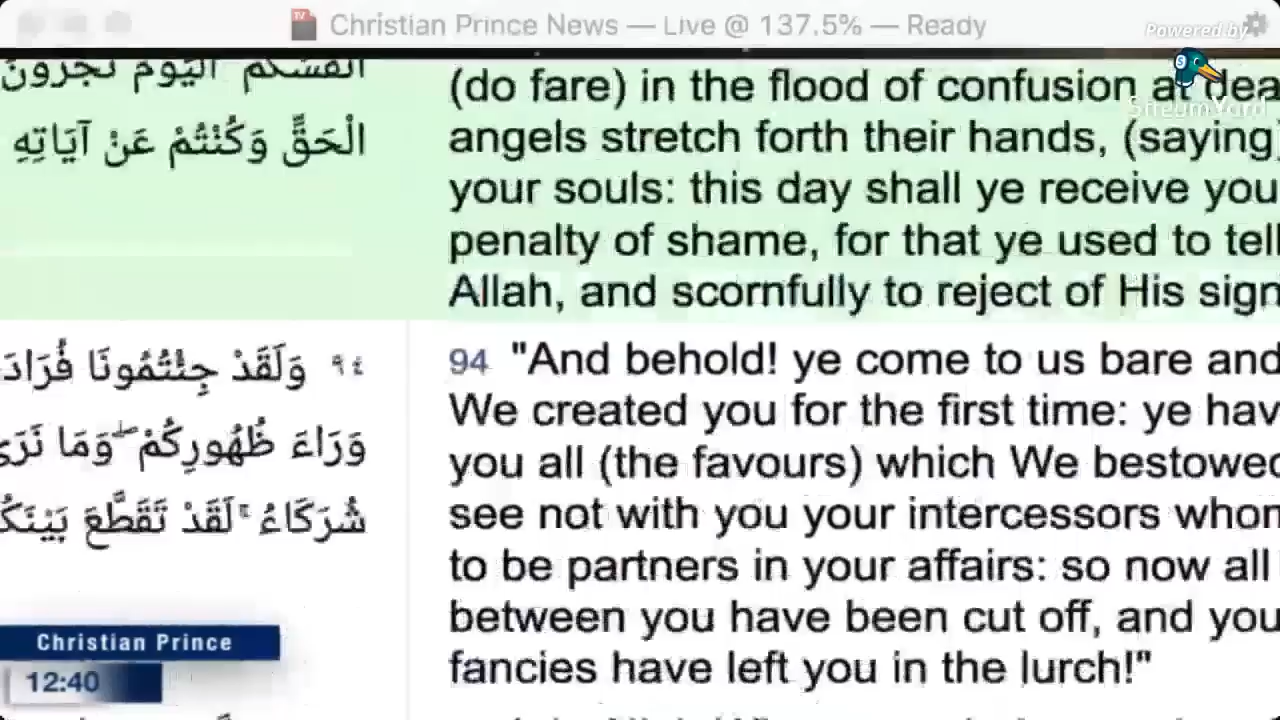 Christian Prince News — Live @ 137.5% — Ready
Powered by
StreamYard
الْيَوْمَ تُجْزَوْنَ
الْحَقِّ وَكُنْتُمْ عَنْ آيَاتِهِ
(do fare) in the flood of confusion at
angels stretch forth their hands, (saying
your souls: this day shall ye receive you
penalty of shame, for that ye used to tell
Allah, and scornfully to reject of His sign
٩٤ وَلَقَدْ جِئْتُمُونَا فُرَادَ
وَرَاءَ ظُهُورِكُمْ ۖ وَمَا نَرَى
شُرَكَاءُ ۚ لَقَدْ تَقَطَّعَ بَيْنَكُ
94 "And behold! ye come to us bare and
We created you for the first time: ye hav
you all (the favours) which We bestowed
see not with you your intercessors whom
to be partners in your affairs: so now all
between you have been cut off, and you
fancies have left you in the lurch!"
Christian Prince
12:40